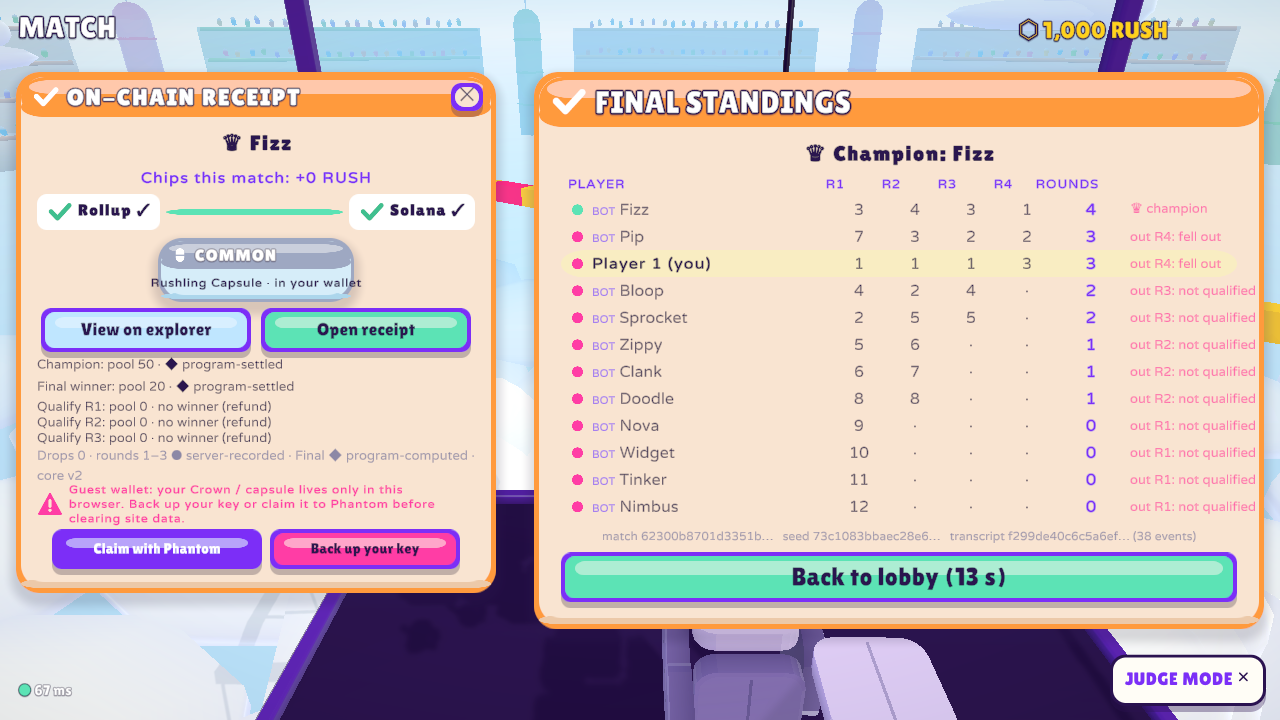 MATCH
1,000 RUSH
ON-CHAIN RECEIPT
♛ Fizz
Chips this match: +0 RUSH
Rollup ✓
Solana ✓
COMMON
Rushling Capsule · in your wallet
View on explorer
Open receipt
Champion: pool 50 · ◆ program-settled
Final winner: pool 20 · ◆ program-settled
Qualify R1: pool 0 · no winner (refund)
Qualify R2: pool 0 · no winner (refund)
Qualify R3: pool 0 · no winner (refund)
Drops 0 · rounds 1–3 ● server-recorded · Final ◆ program-computed ·
core v2
Guest wallet: your Crown / capsule lives only in this
browser. Back up your key or claim it to Phantom before
clearing site data.
Claim with Phantom
Back up your key
FINAL STANDINGS
♛ Champion: Fizz
PLAYER R1 R2 R3 R4 ROUNDS
BOT Fizz 3 4 3 1 4 ♛ champion
BOT Pip 7 3 2 2 3 out R4: fell out
Player 1 (you) 1 1 1 3 3 out R4: fell out
BOT Bloop 4 2 4 · 2 out R3: not qualified
BOT Sprocket 2 5 5 · 2 out R3: not qualified
BOT Zippy 5 6 · · 1 out R2: not qualified
BOT Clank 6 7 · · 1 out R2: not qualified
BOT Doodle 8 8 · · 1 out R2: not qualified
BOT Nova 9 · · · 0 out R1: not qualified
BOT Widget 10 · · · 0 out R1: not qualified
BOT Tinker 11 · · · 0 out R1: not qualified
BOT Nimbus 12 · · · 0 out R1: not qualified
match 62300b8701d3351b… seed 73c1083bbaec28e6… transcript f299de40c6c5a6ef… (38 events)
Back to lobby (13 s)
67 ms
JUDGE MODE ✕